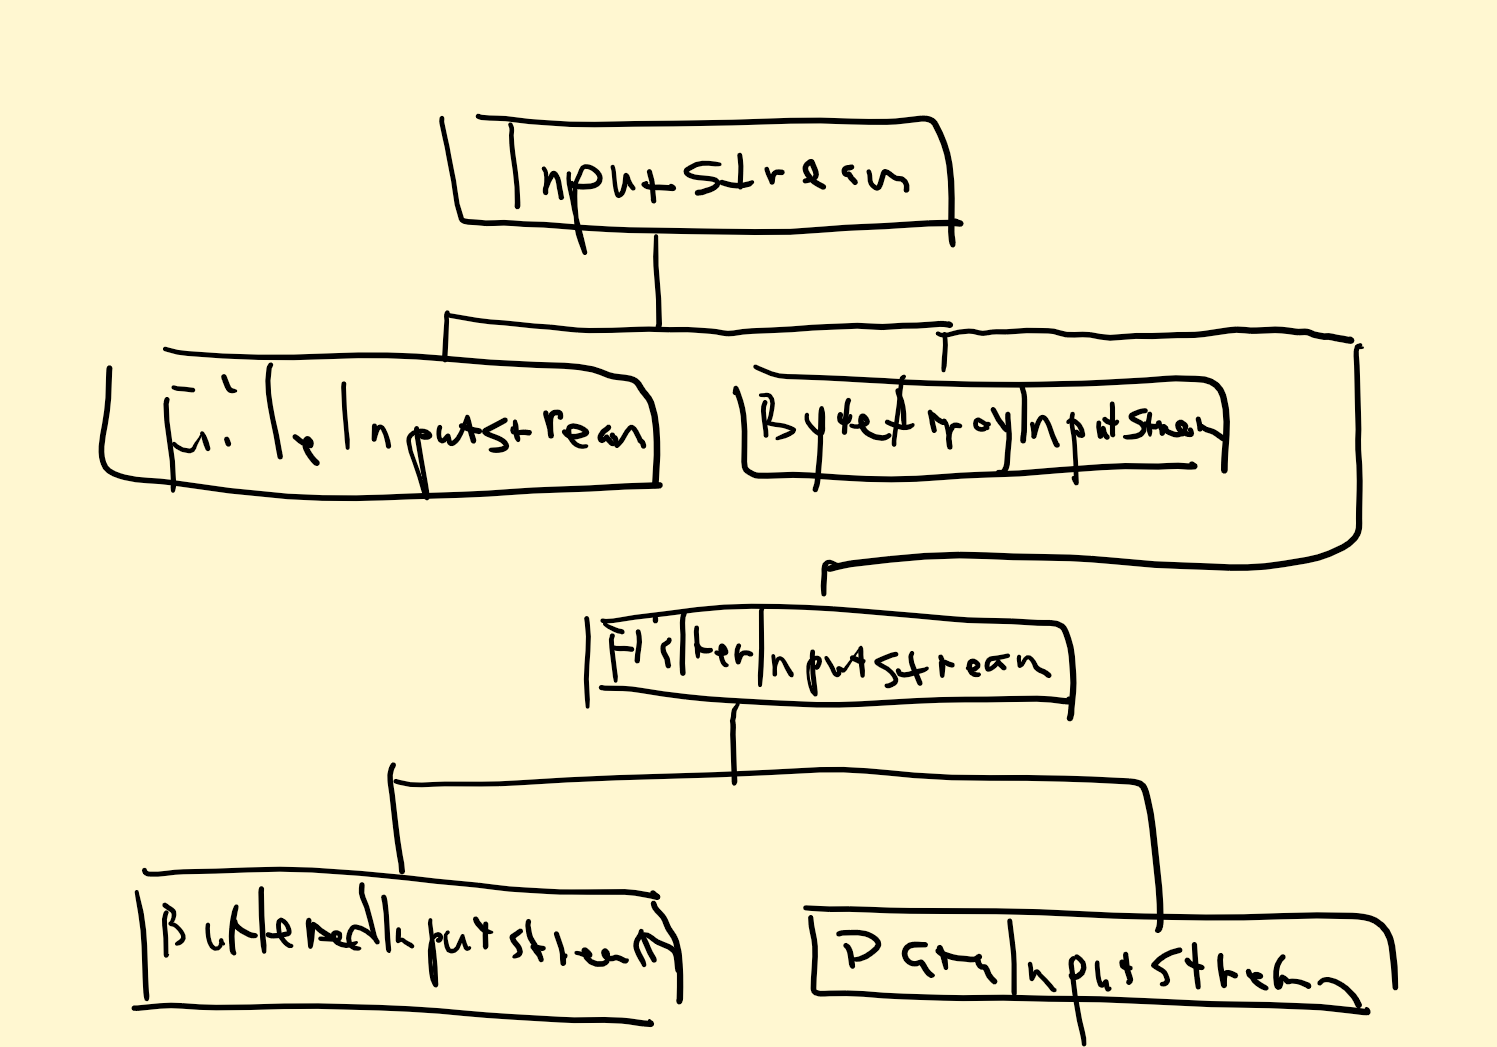 InputStream
FileInputStream
ByteArrayInputStream
FilterInputStream
BufferedInputStream
DataInputStream